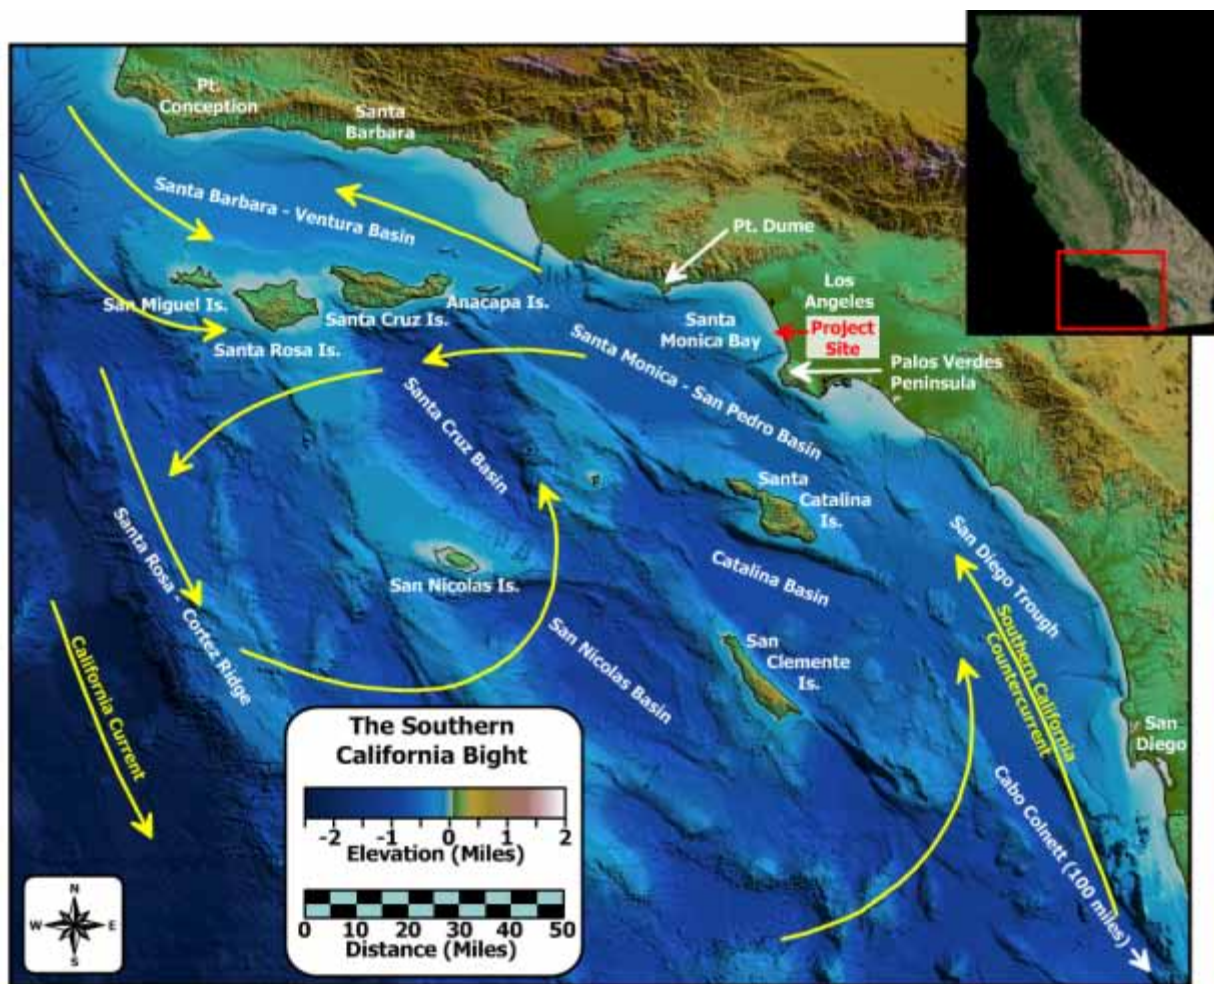 Pt.
Conception
Santa
Barbara
Santa Barbara - Ventura Basin
Pt. Dume
Los
Angeles
San Miguel Is.
Santa Cruz Is.
Anacapa Is.
Santa Rosa Is.
Santa
Monica Bay
Project
Site
Palos Verdes
Peninsula
Santa Monica - San Pedro Basin
Santa Cruz Basin
Santa
Catalina
Is.
San Diego Trough
Santa Rosa - Cortez Ridge
San Nicolas Is.
Catalina Basin
San Nicolas Basin
San
Clemente
Is.
Southern California
Countercurrent
California Current
San
Diego
Cabo Colnett (100 miles)
The Southern
California Bight
-2 -1 0 1 2
Elevation (Miles)
0 10 20 30 40 50
Distance (Miles)
N
W E
S